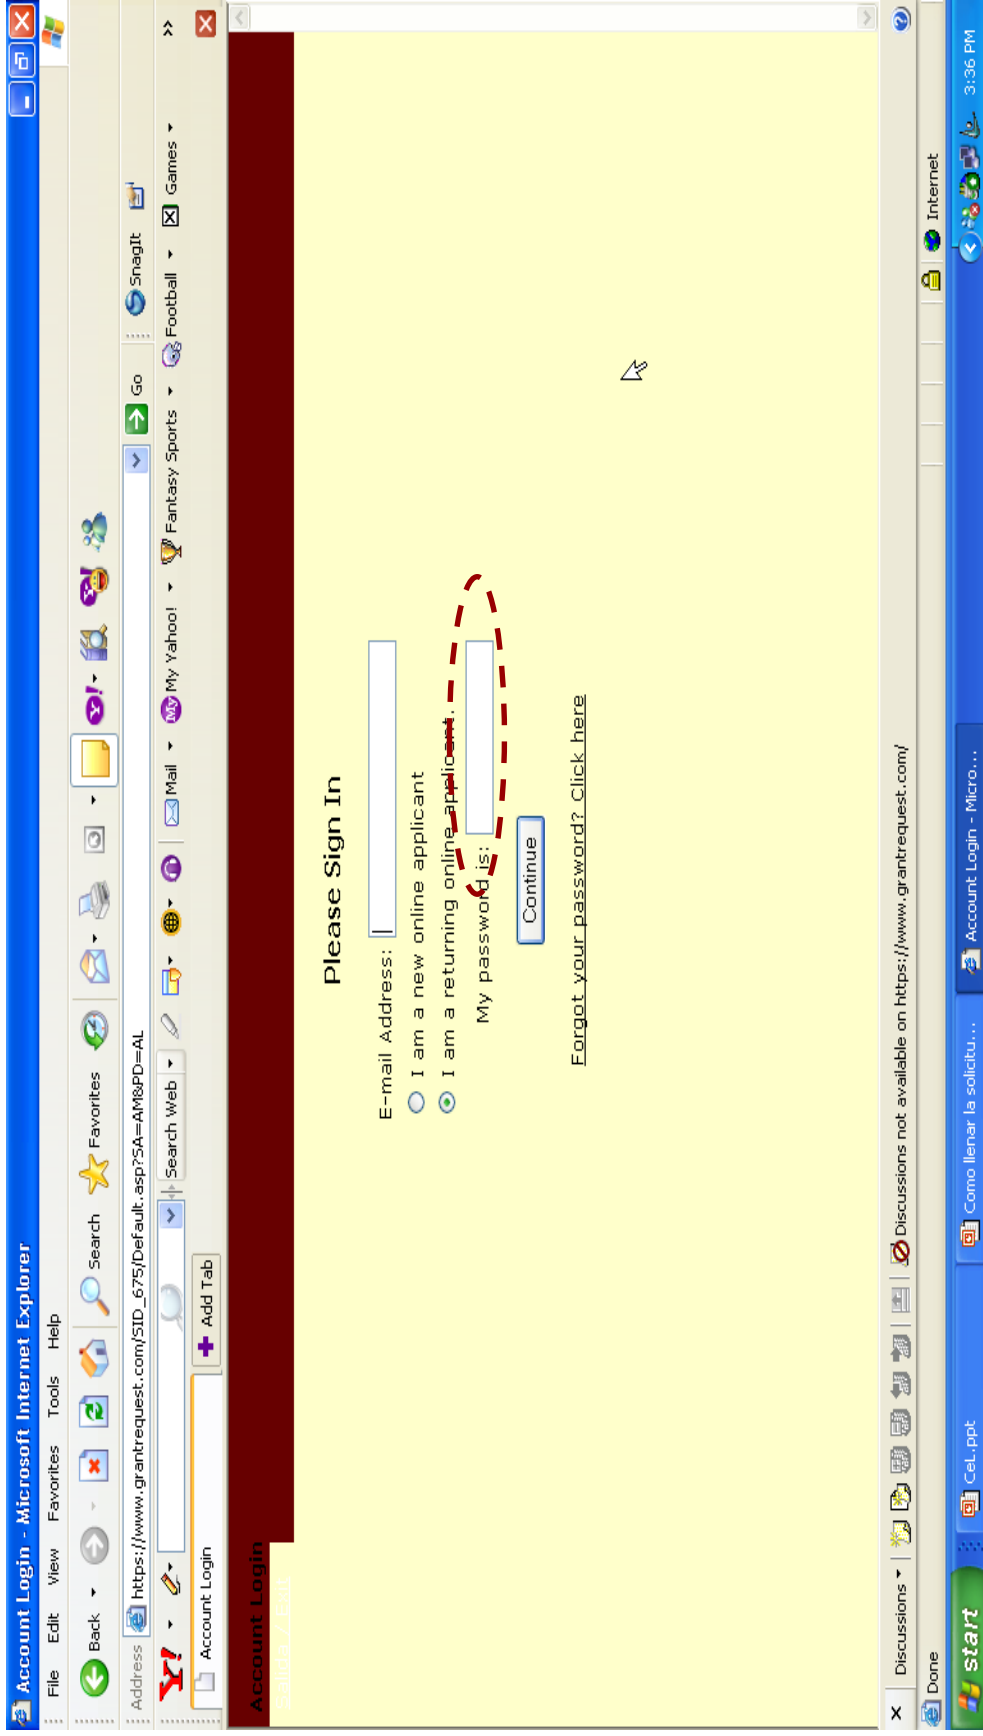 Account Login - Microsoft Internet Explorer
File Edit View Favorites Tools Help
Back Search Favorites
Address https://www.grantrequest.com/SID_675/Default.asp?SA=AM&PD=AL Go SnagIt
Y! Search Web Mail My My Yahoo! Fantasy Sports Football Games
Account Login Add Tab
Account Login
Please Sign In
E-mail Address:
I am a new online applicant
I am a returning online applicant.
My password is:
Continue
Forgot your password? Click here
Discussions Discussions not available on https://www.grantrequest.com/
Done Internet
start CeL.ppt Como llenar la solicitu... Account Login - Micro... 3:36 PM